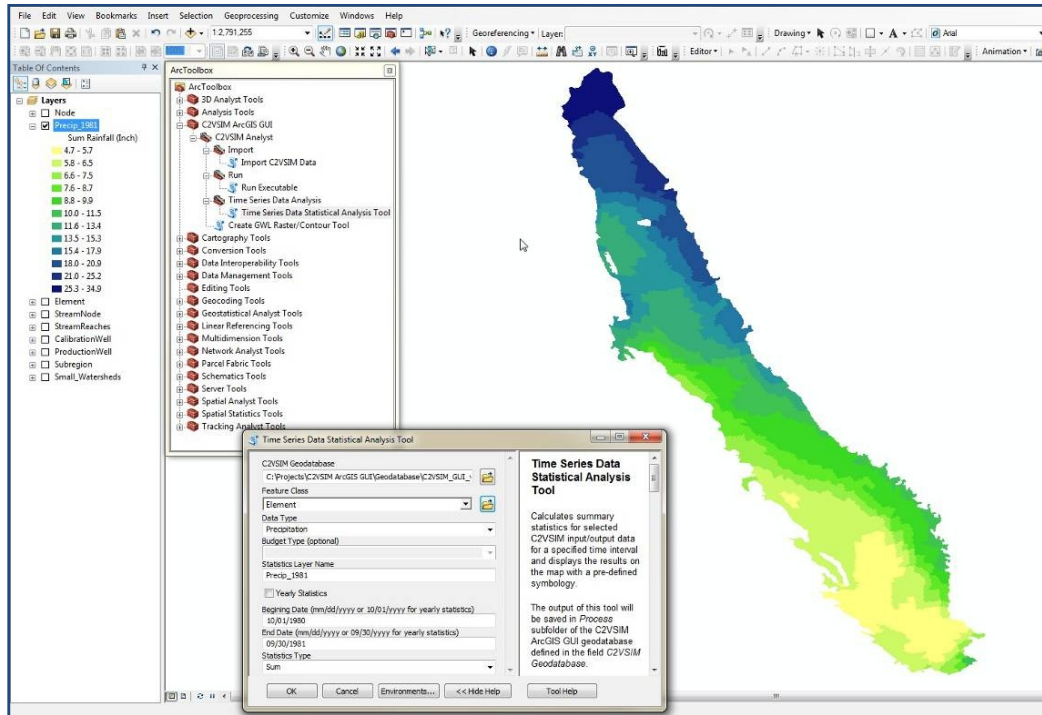 File Edit View Bookmarks Insert Selection Geoprocessing Customize Windows Help
1:2,791,255
Georeferencing Layer:
Drawing
Arial
Editor
Animation
Table Of Contents
Layers
Node
Precip_1981
Sum Rainfall (Inch)
4.7 - 5.7
5.8 - 6.5
6.6 - 7.5
7.6 - 8.7
8.8 - 9.9
10.0 - 11.5
11.6 - 13.4
13.5 - 15.3
15.4 - 17.9
18.0 - 20.9
21.0 - 25.2
25.3 - 34.9
Element
StreamNode
StreamReaches
CalibrationWell
ProductionWell
Subregion
Small_Watersheds
ArcToolbox
ArcToolbox
3D Analyst Tools
Analysis Tools
C2VSIM ArcGIS GUI
C2VSIM Analyst
Import
Import C2VSIM Data
Run
Run Executable
Time Series Data Analysis
Time Series Data Statistical Analysis Tool
Create GWL Raster/Contour Tool
Cartography Tools
Conversion Tools
Data Interoperability Tools
Data Management Tools
Editing Tools
Geocoding Tools
Geostatistical Analyst Tools
Linear Referencing Tools
Multidimension Tools
Network Analyst Tools
Parcel Fabric Tools
Schematics Tools
Server Tools
Spatial Analyst Tools
Spatial Statistics Tools
Tracking Analyst Tools
Time Series Data Statistical Analysis Tool
C2VSIM Geodatabase
C:\Projects\C2VSIM ArcGIS GUI\Geodatabase\C2VSIM_GUI_
Feature Class
Element
Data Type
Precipitation
Budget Type (optional)
Statistics Layer Name
Precip_1981
Yearly Statistics
Begining Date (mm/dd/yyyy or 10/01/yyyy for yearly statistics)
10/01/1980
End Date (mm/dd/yyyy or 09/30/yyyy for yearly statistics)
09/30/1981
Statistics Type
Sum
OK Cancel Environments... << Hide Help Tool Help
Time Series Data
Statistical Analysis
Tool
Calculates summary
statistics for selected
C2VSIM input/output data
for a specified time interval
and displays the results on
the map with a pre-defined
symbology.
The output of this tool will
be saved in Process
subfolder of the C2VSIM
ArcGIS GUI geodatabase
defined in the field C2VSIM
Geodatabase.